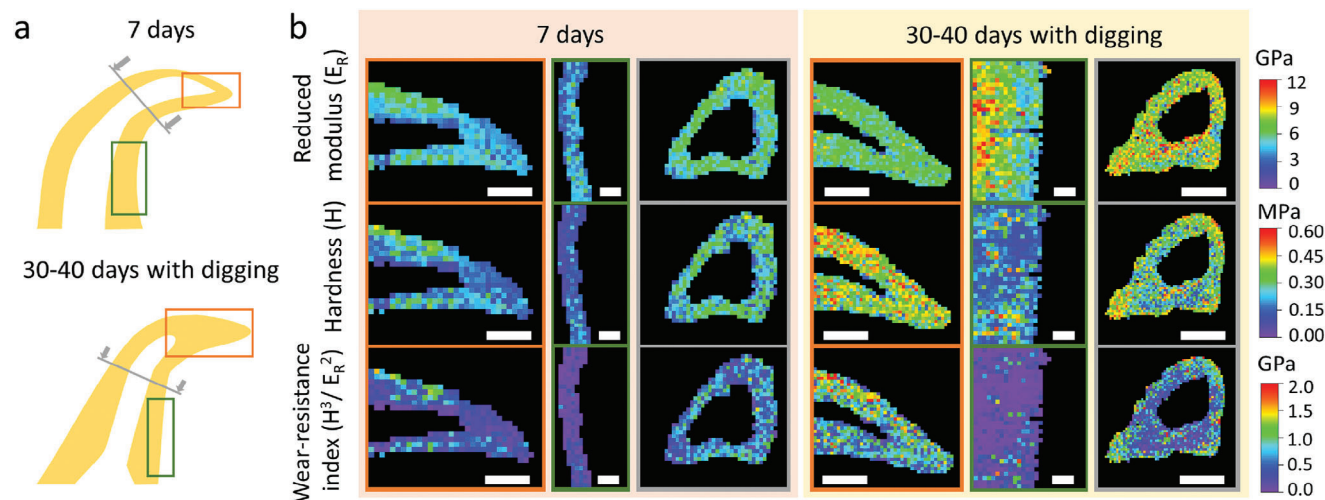 a
7 days
30-40 days with digging
b
7 days
30-40 days with digging
Reduced
modulus (E_R)
Hardness (H)
Wear-resistance
index (H³/ E_R²)
GPa
12
9
6
3
0
MPa
0.60
0.45
0.30
0.15
0.00
GPa
2.0
1.5
1.0
0.5
0.0